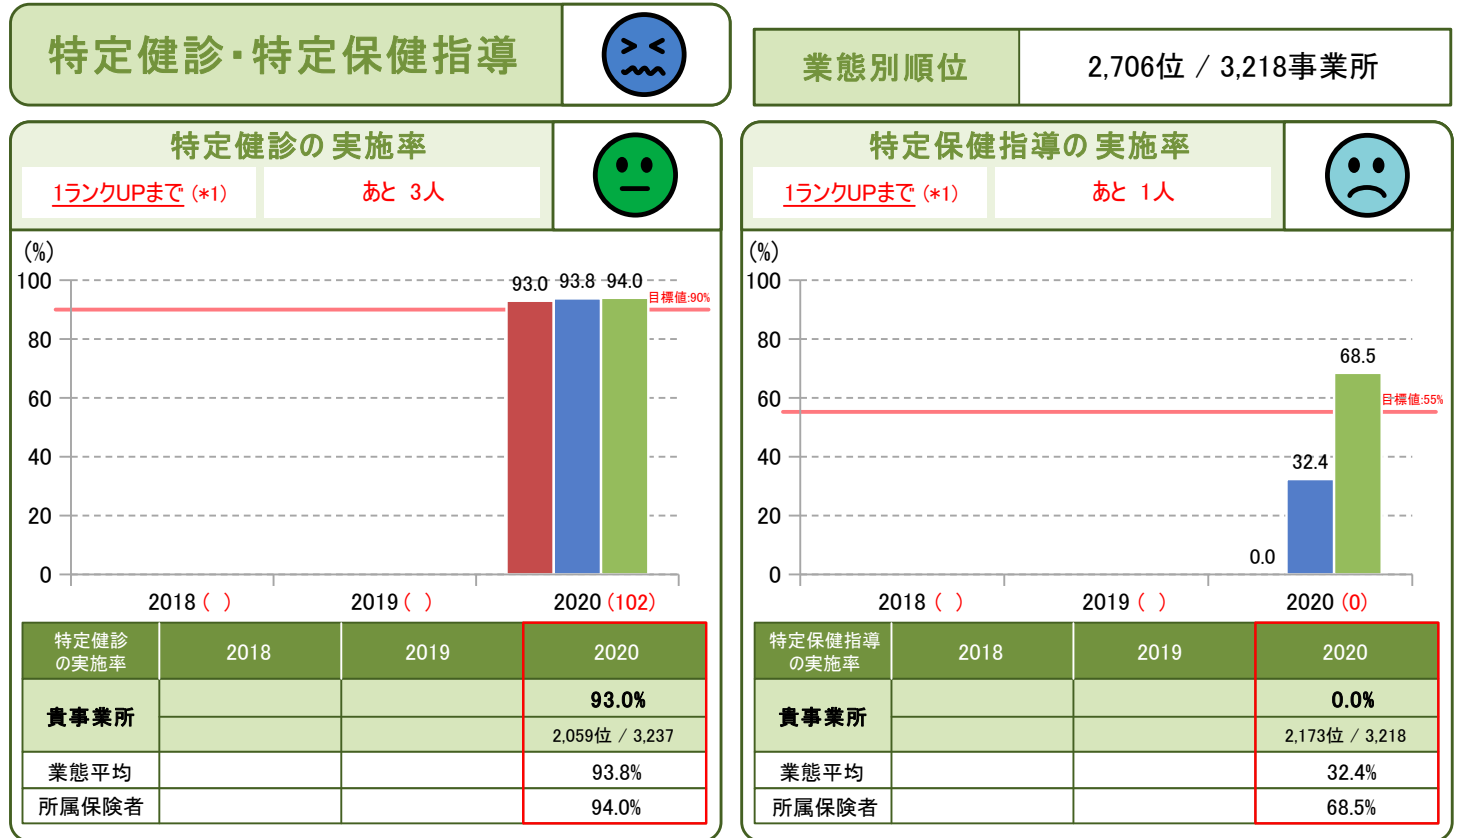 特定健診・特定保健指導
業態別順位
2,706位 / 3,218事業所
特定健診の実施率
1ランクUPまで (*1)
あと 3人
(%)
100
80
60
40
20
0
93.0
93.8
94.0
目標値:90%
2018 ( )
2019 ( )
2020 (102)
特定健診
の実施率
2018
2019
2020
貴事業所
93.0%
2,059位 / 3,237
業態平均
93.8%
所属保険者
94.0%
特定保健指導の実施率
1ランクUPまで (*1)
あと 1人
(%)
100
80
60
40
20
0
0.0
32.4
68.5
目標値:55%
2018 ( )
2019 ( )
2020 (0)
特定保健指導
の実施率
2018
2019
2020
貴事業所
0.0%
2,173位 / 3,218
業態平均
32.4%
所属保険者
68.5%